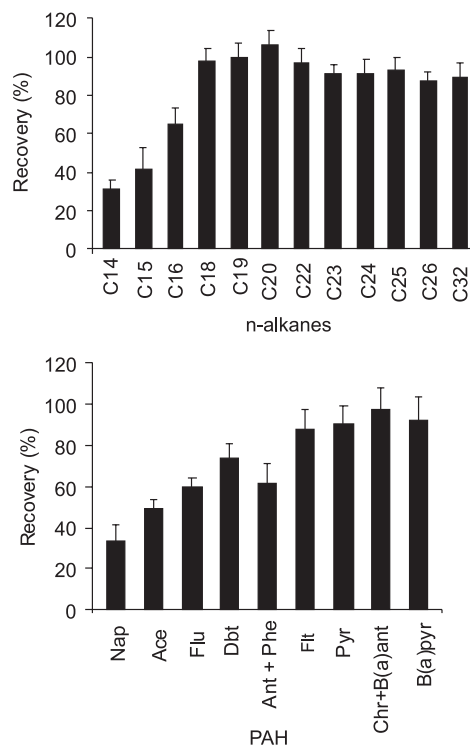 120
100
80
60
40
20
0
Recovery (%)
C14
C15
C16
C18
C19
C20
C22
C23
C24
C25
C26
C32
n-alkanes
120
100
80
60
40
20
0
Recovery (%)
Nap
Ace
Flu
Dbt
Ant + Phe
Flt
Pyr
Chr+B(a)ant
B(a)pyr
PAH